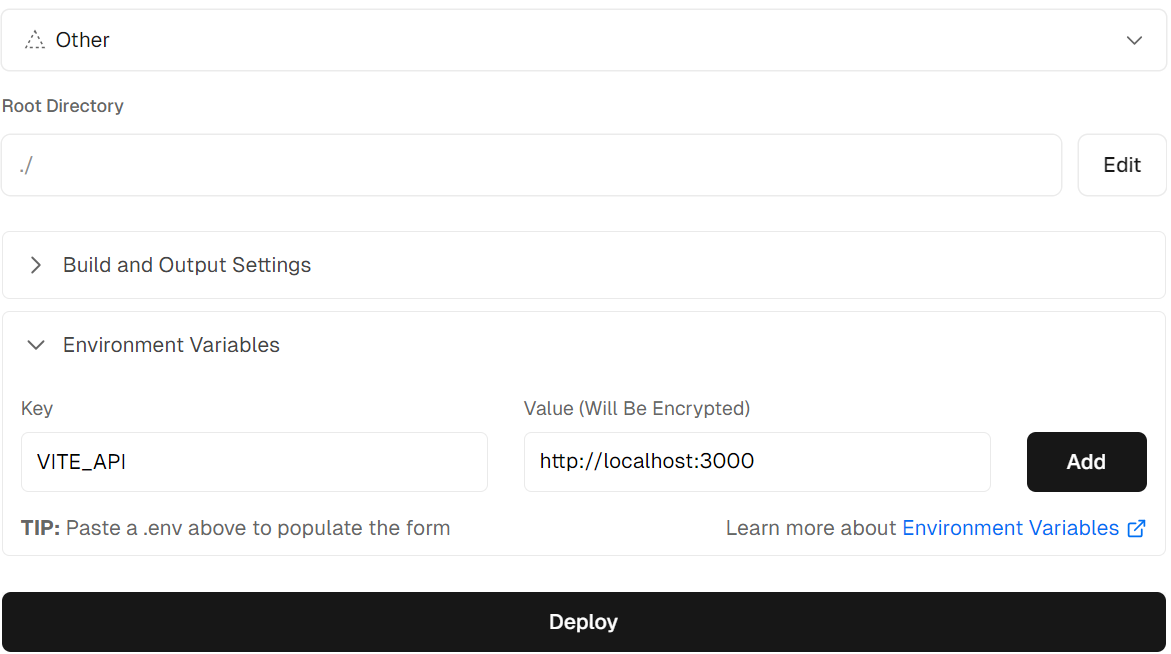 Other
Root Directory
./
Edit
Build and Output Settings
Environment Variables
Key
Value (Will Be Encrypted)
VITE_API
http://localhost:3000
Add
TIP: Paste a .env above to populate the form
Learn more about Environment Variables
Deploy